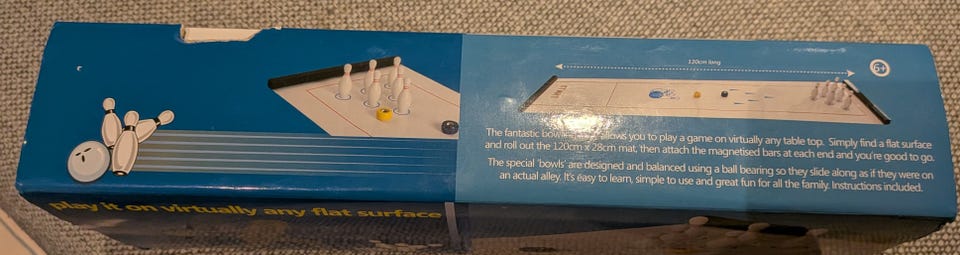 120cm long
6+
The fantastic allows you to play a game on virtually any table top. Simply find a flat surface
and roll out the 120cm x 28cm mat, then attach the magnetised bars at each end and you're good to go.
The special 'bowls' are designed and balanced using a ball bearing so they slide along as if they were
on an actual alley. It's easy to learn, simple to use and great fun for all the family. Instructions included.
play it on virtually any flat surface